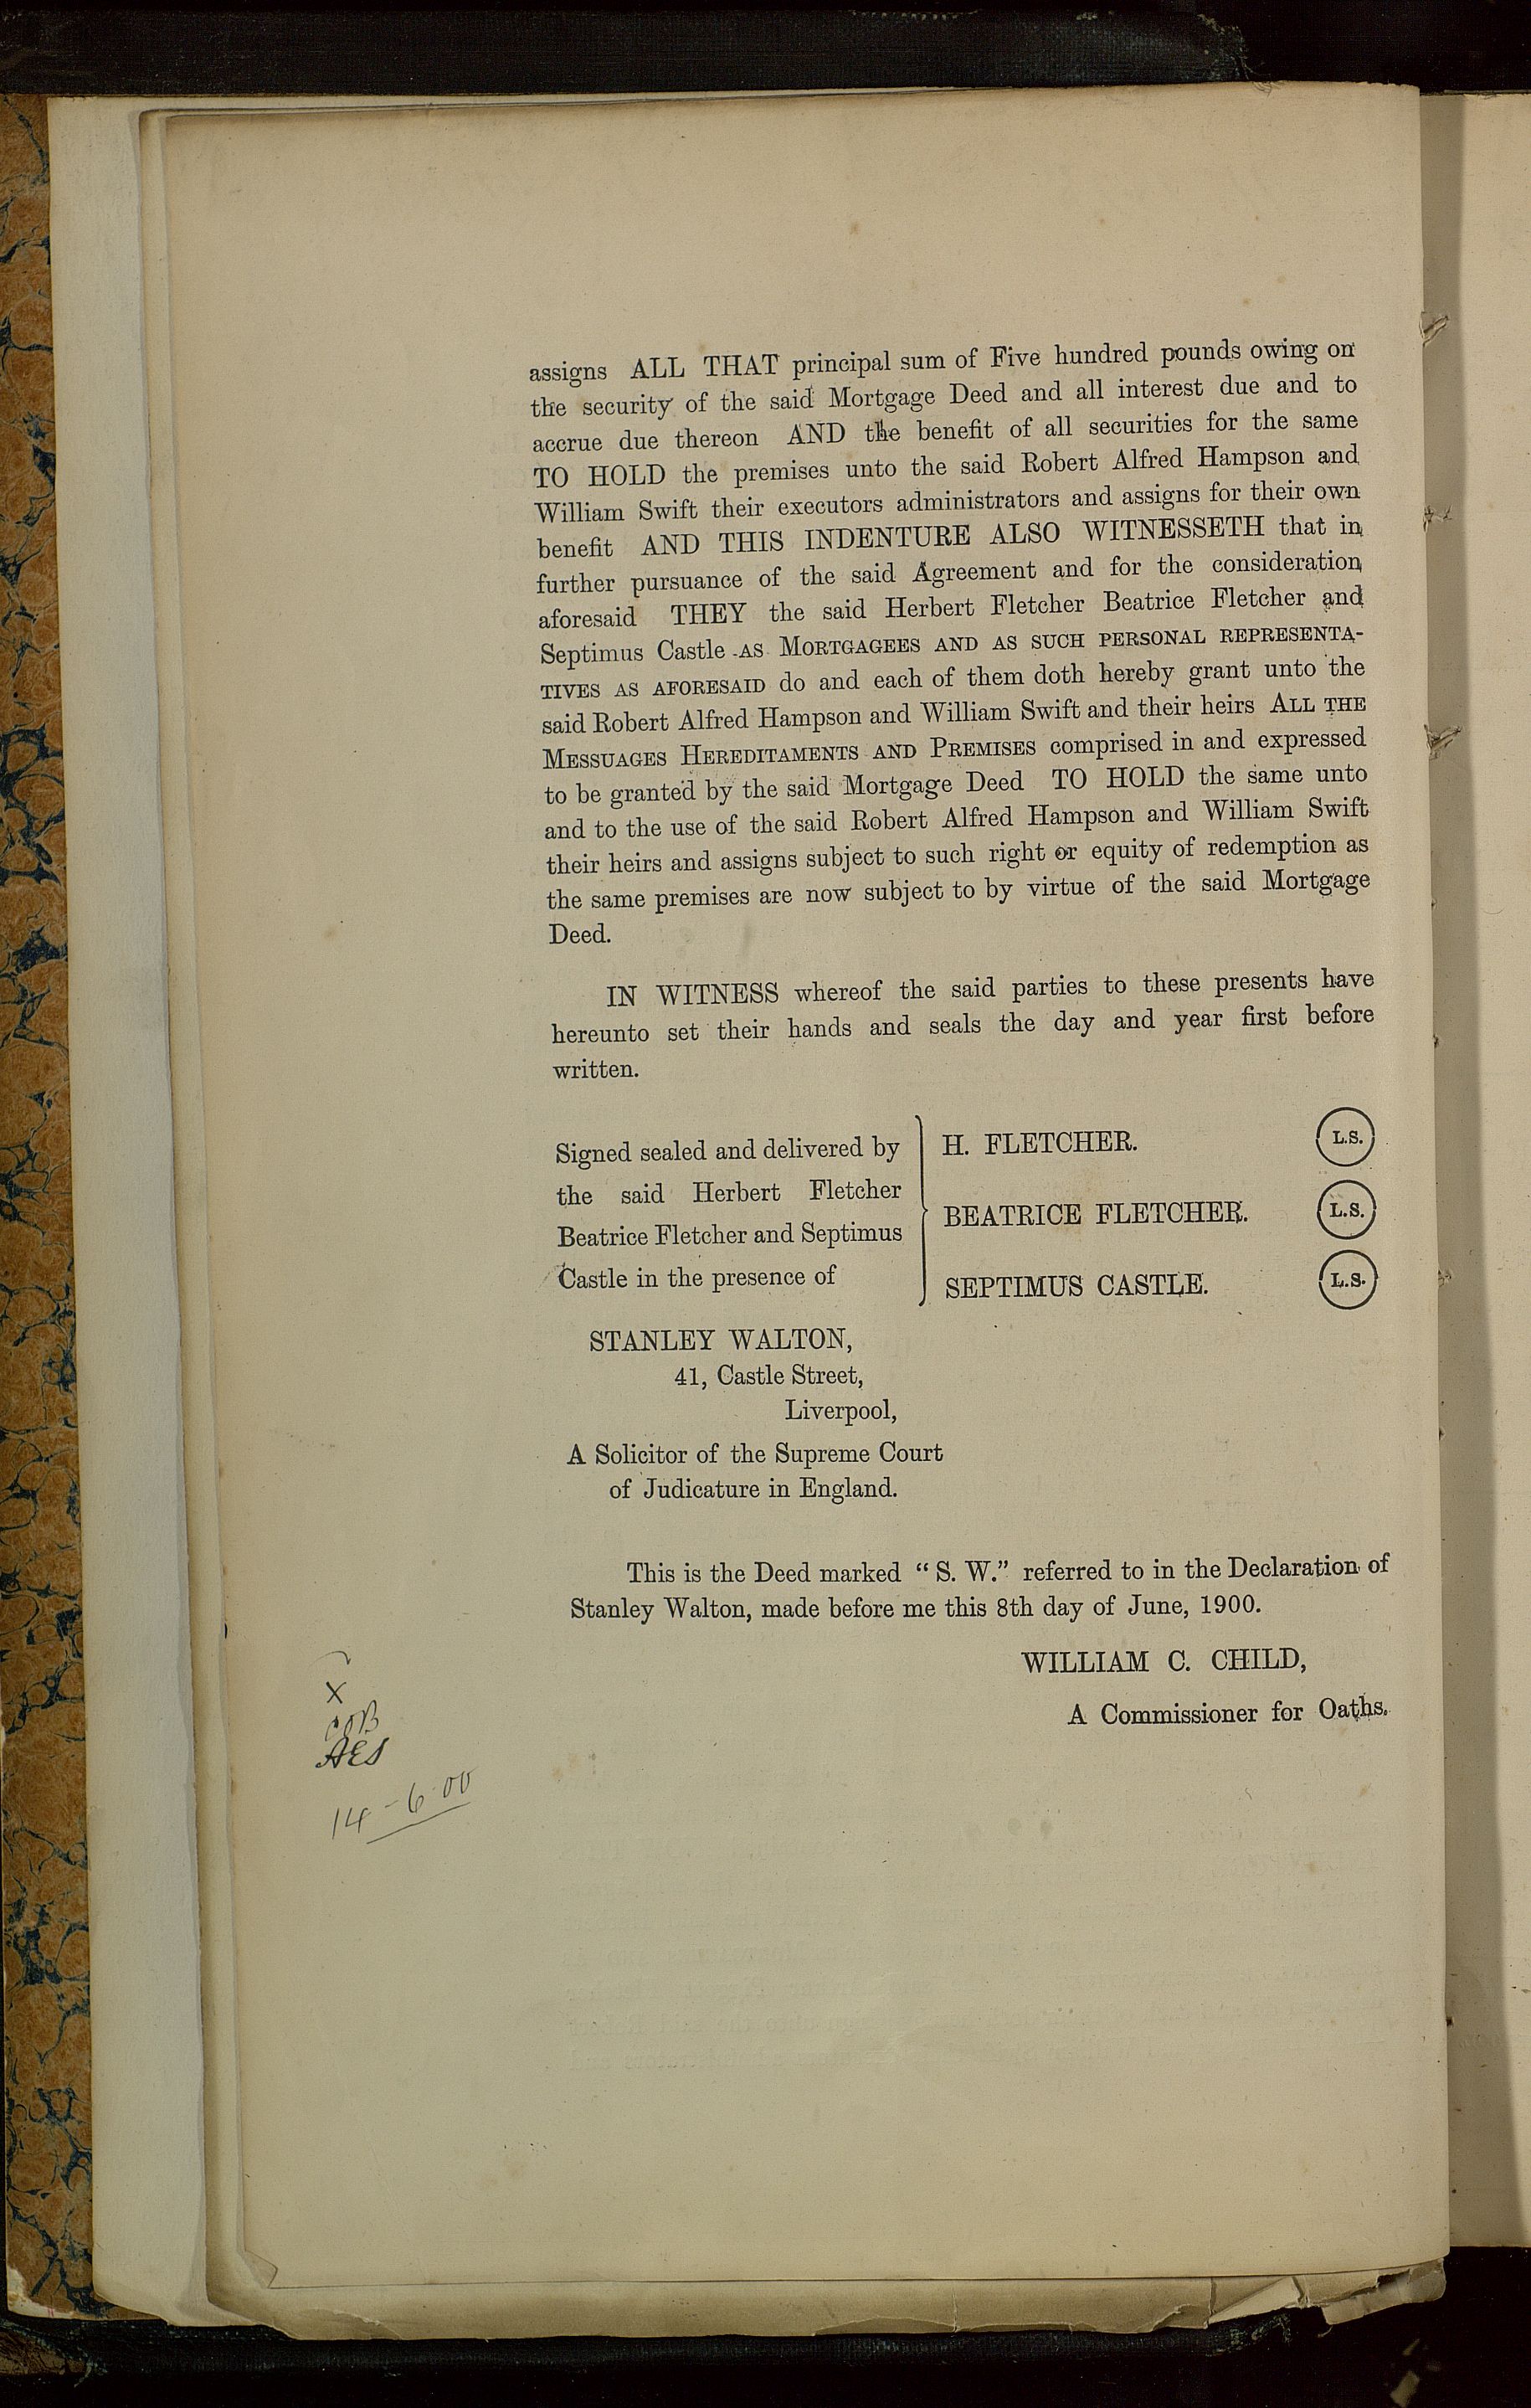 assigns ALL THAT principal sum of Five hundred pounds owing on
the security of the said Mortgage Deed and all interest due and to
accrue due thereon AND the benefit of all securities for the same
TO HOLD the premises unto the said Robert Alfred Hampson and
William Swift their executors administrators and assigns for their own
benefit AND THIS INDENTURE ALSO WITNESSETH that in
further pursuance of the said Agreement and for the consideration
aforesaid THEY the said Herbert Fletcher Beatrice Fletcher and
Septimus Castle AS MORTGAGEES AND AS SUCH PERSONAL REPRESENTA-
TIVES AS AFORESAID do and each of them doth hereby grant unto the
said Robert Alfred Hampson and William Swift and their heirs ALL THE
MESSUAGES HEREDITAMENTS AND PREMISES comprised in and expressed
to be granted by the said Mortgage Deed TO HOLD the same unto
and to the use of the said Robert Alfred Hampson and William Swift
their heirs and assigns subject to such right or equity of redemption as
the same premises are now subject to by virtue of the said Mortgage
Deed.
IN WITNESS whereof the said parties to these presents have
hereunto set their hands and seals the day and year first before
written.
Signed sealed and delivered by
the said Herbert Fletcher
Beatrice Fletcher and Septimus
Castle in the presence of
H. FLETCHER. L.S.
BEATRICE FLETCHER. L.S.
SEPTIMUS CASTLE. L.S.
STANLEY WALTON,
41, Castle Street,
Liverpool,
A Solicitor of the Supreme Court
of Judicature in England.
This is the Deed marked “S. W.” referred to in the Declaration of
Stanley Walton, made before me this 8th day of June, 1900.
WILLIAM C. CHILD,
A Commissioner for Oaths.
X
AES
14-6-00